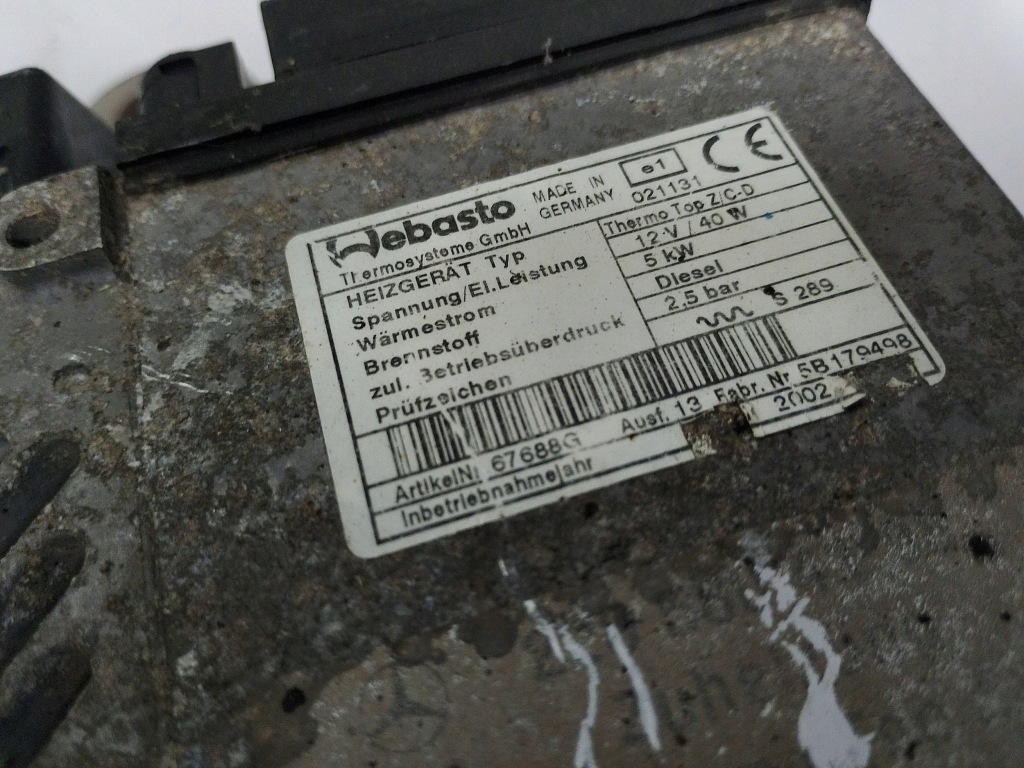 Webasto
Thermosysteme GmbH
MADE IN
GERMANY
e1
021131
CE
HEIZGERÄT Typ
Thermo Top Z/C-D
Spannung/El.Leistung
12 V / 40 W
Wärmestrom
5 kW
Brennstoff
Diesel
zul. Betriebsüberdruck
2,5 bar
Prüfzeichen
S 289
ArtikelNr 67688G Ausf. 13 Fabr. Nr 5B179498
Inbetriebnahmejahr 2002